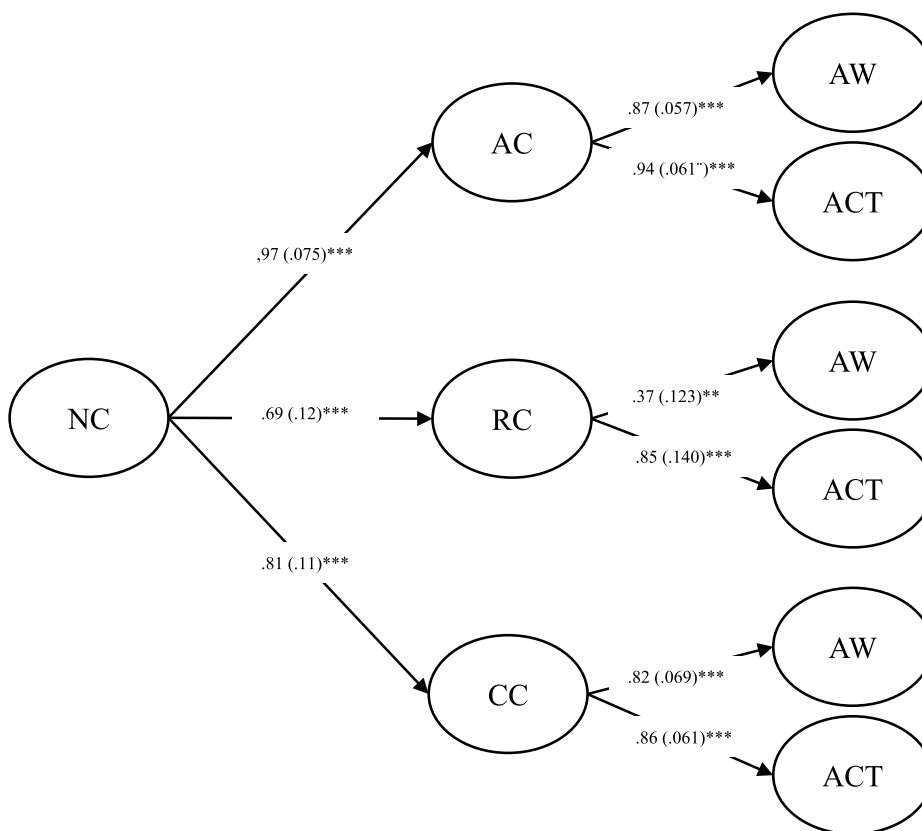 AW
.87 (.057)***
AC
.94 (.061¨)***
ACT
,97 (.075)***
AW
.37 (.123)**
NC
.69 (.12)***
RC
.85 (.140)***
ACT
.81 (.11)***
AW
.82 (.069)***
CC
.86 (.061)***
ACT